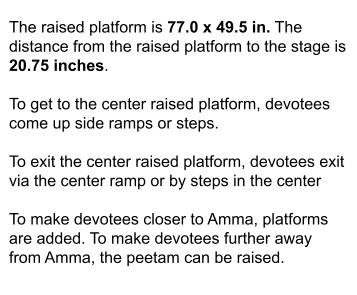 The raised platform is 77.0 x 49.5 in. The
distance from the raised platform to the stage is
20.75 inches.
To get to the center raised platform, devotees
come up side ramps or steps.
To exit the center raised platform, devotees exit
via the center ramp or by steps in the center
To make devotees closer to Amma, platforms
are added. To make devotees further away
from Amma, the peetam can be raised.